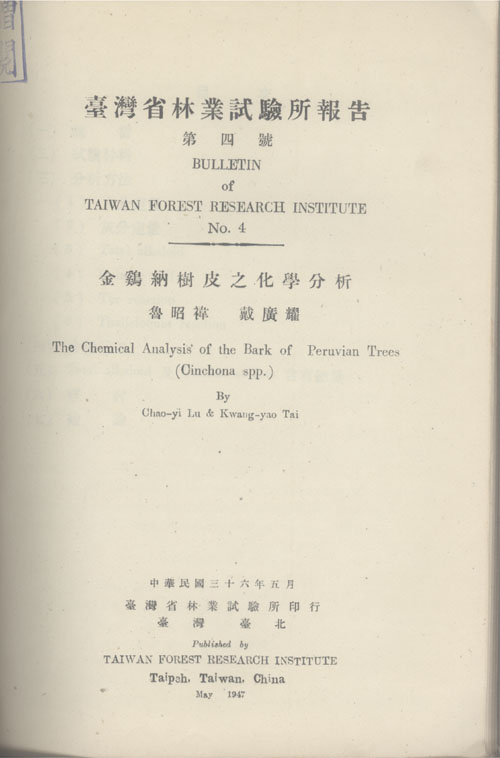 閱
臺灣省林業試驗所報告
第四號
BULLETIN
of
TAIWAN FOREST RESEARCH INSTITUTE
No. 4
金鷄納樹皮之化學分析
魯昭褘 戴廣耀
The Chemical Analysis of the Bark of Peruvian Trees
(Cinchona spp.)
By
Chao-yi Lu & Kwang-yao Tai
中華民國三十六年五月
臺灣省林業試驗所印行
臺灣 臺北
Published by
TAIWAN FOREST RESEARCH INSTITUTE
Taipeh, Taiwan, China
May 1947